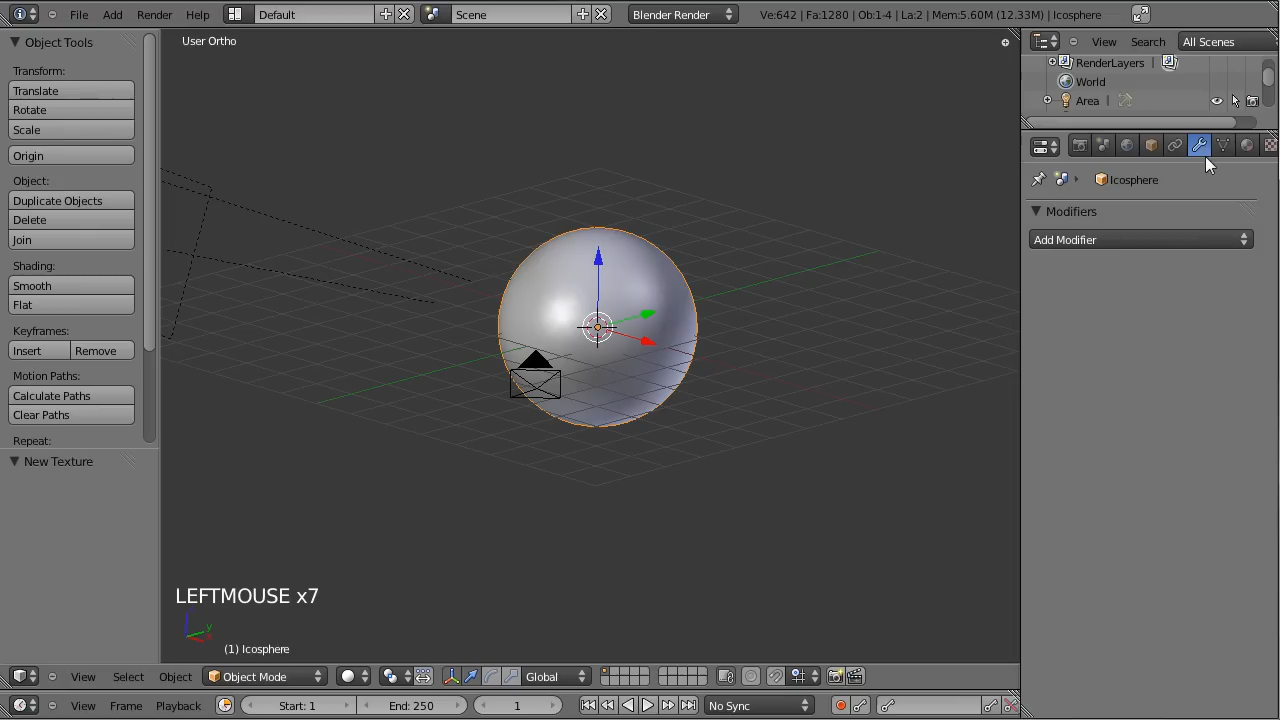 File Add Render Help Default Scene Blender Render Ve:642 | Fa:1280 | Ob:1-4 | La:2 | Mem:5.60M (12.33M) | Icosphere
Object Tools
Transform:
Translate
Rotate
Scale
Origin
Object:
Duplicate Objects
Delete
Join
Shading:
Smooth
Flat
Keyframes:
Insert Remove
Motion Paths:
Calculate Paths
Clear Paths
Repeat:
New Texture
User Ortho
LEFTMOUSE x7
z
y
x
(1) Icosphere
View Search All Scenes
RenderLayers |
World
Area |
Icosphere
Modifiers
Add Modifier
View Select Object Object Mode Global
View Frame Playback Start: 1 End: 250 1 No Sync